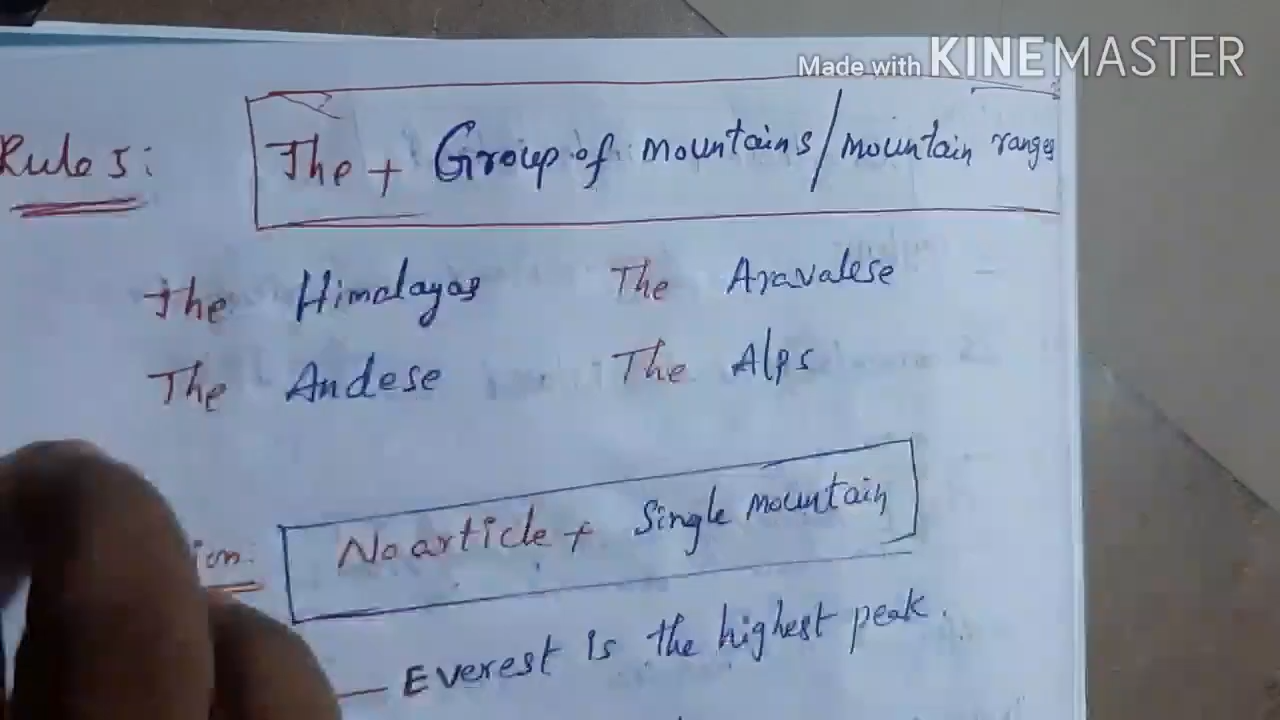 Made with KINEMASTER
Rule 5: The + Group of mountains/mountain ranges
The Himalayas The Aravalese
The Andese The Alps
ion: No article + Single mountain
— Everest is the highest peak.